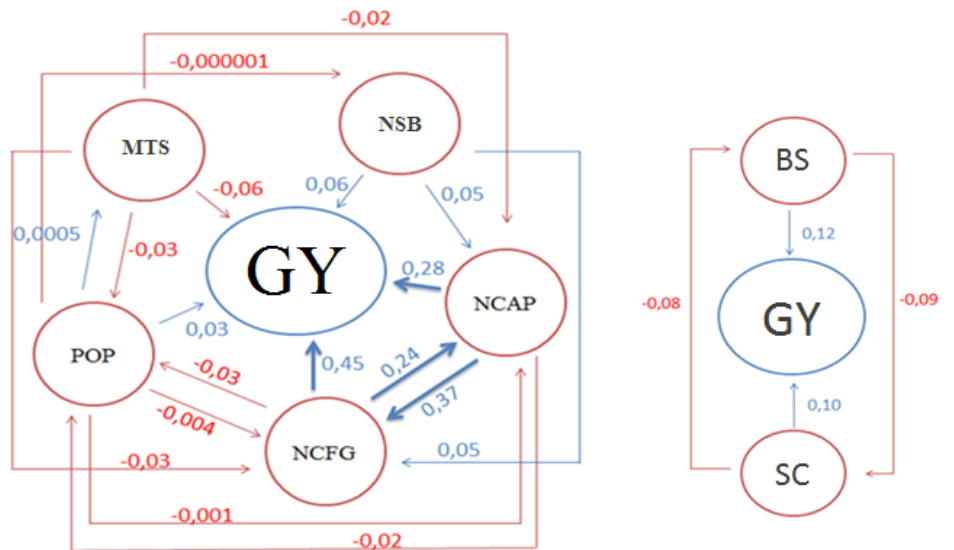 -0,02
-0,000001
NSB
MTS
BS
-0,06
0,06
0,05
0,0005
-0,03
GY
0,12
0,28
NCAP
-0,08
-0,09
GY
0,03
POP
0,45
0,24
-0,03
0,37
0,10
-0,004
NCFG
0,05
-0,03
SC
-0,001
-0,02